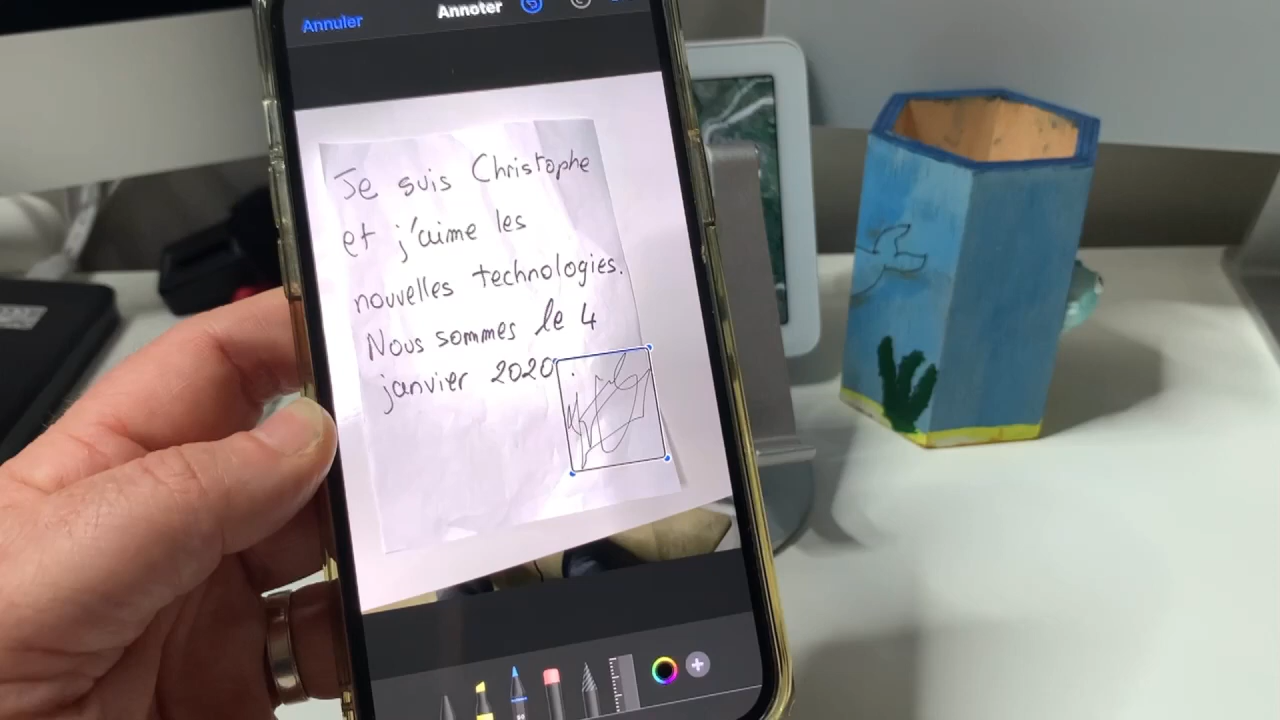 Annuler
Annoter
Je suis Christophe
et j'aime les
nouvelles technologies.
Nous sommes le 4
janvier 2020.